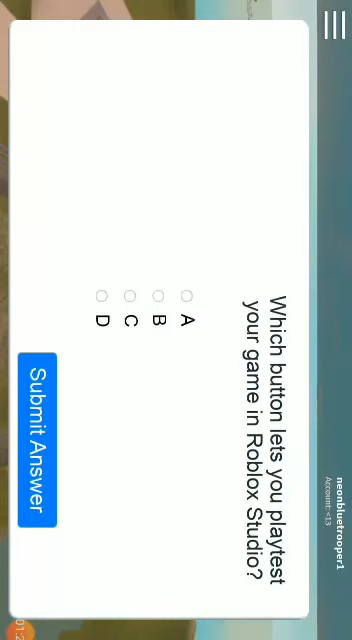 neonbluetrooper1
Account: <13
Which button lets you playtest
your game in Roblox Studio?
A
B
C
D
Submit Answer